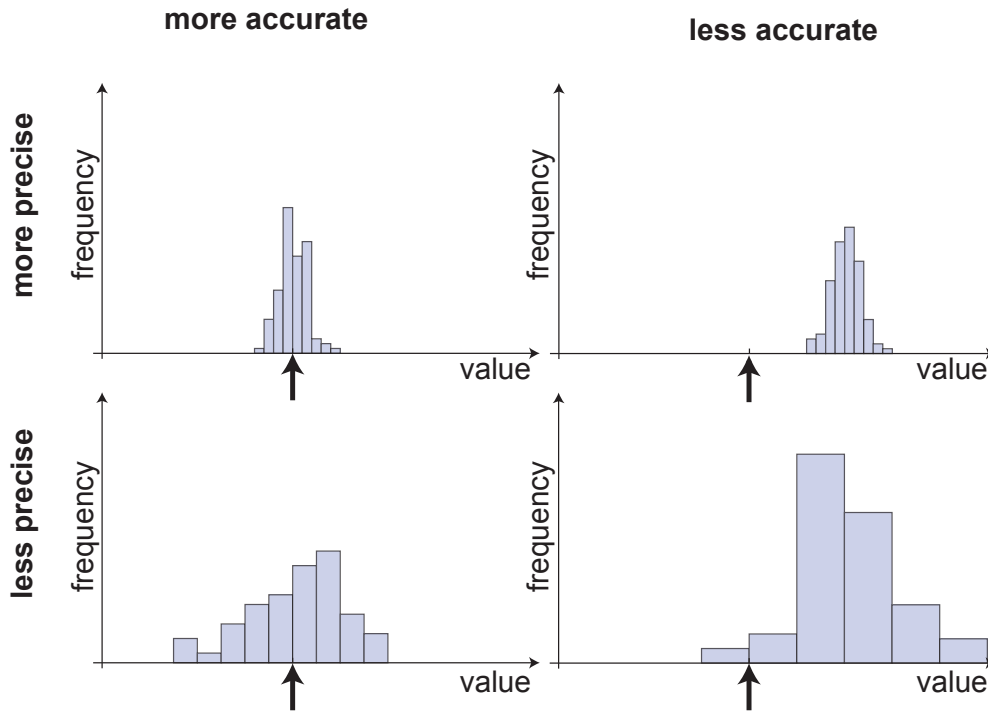 more accurate
less accurate
more precise
frequency
value
frequency
value
less precise
frequency
value
frequency
value